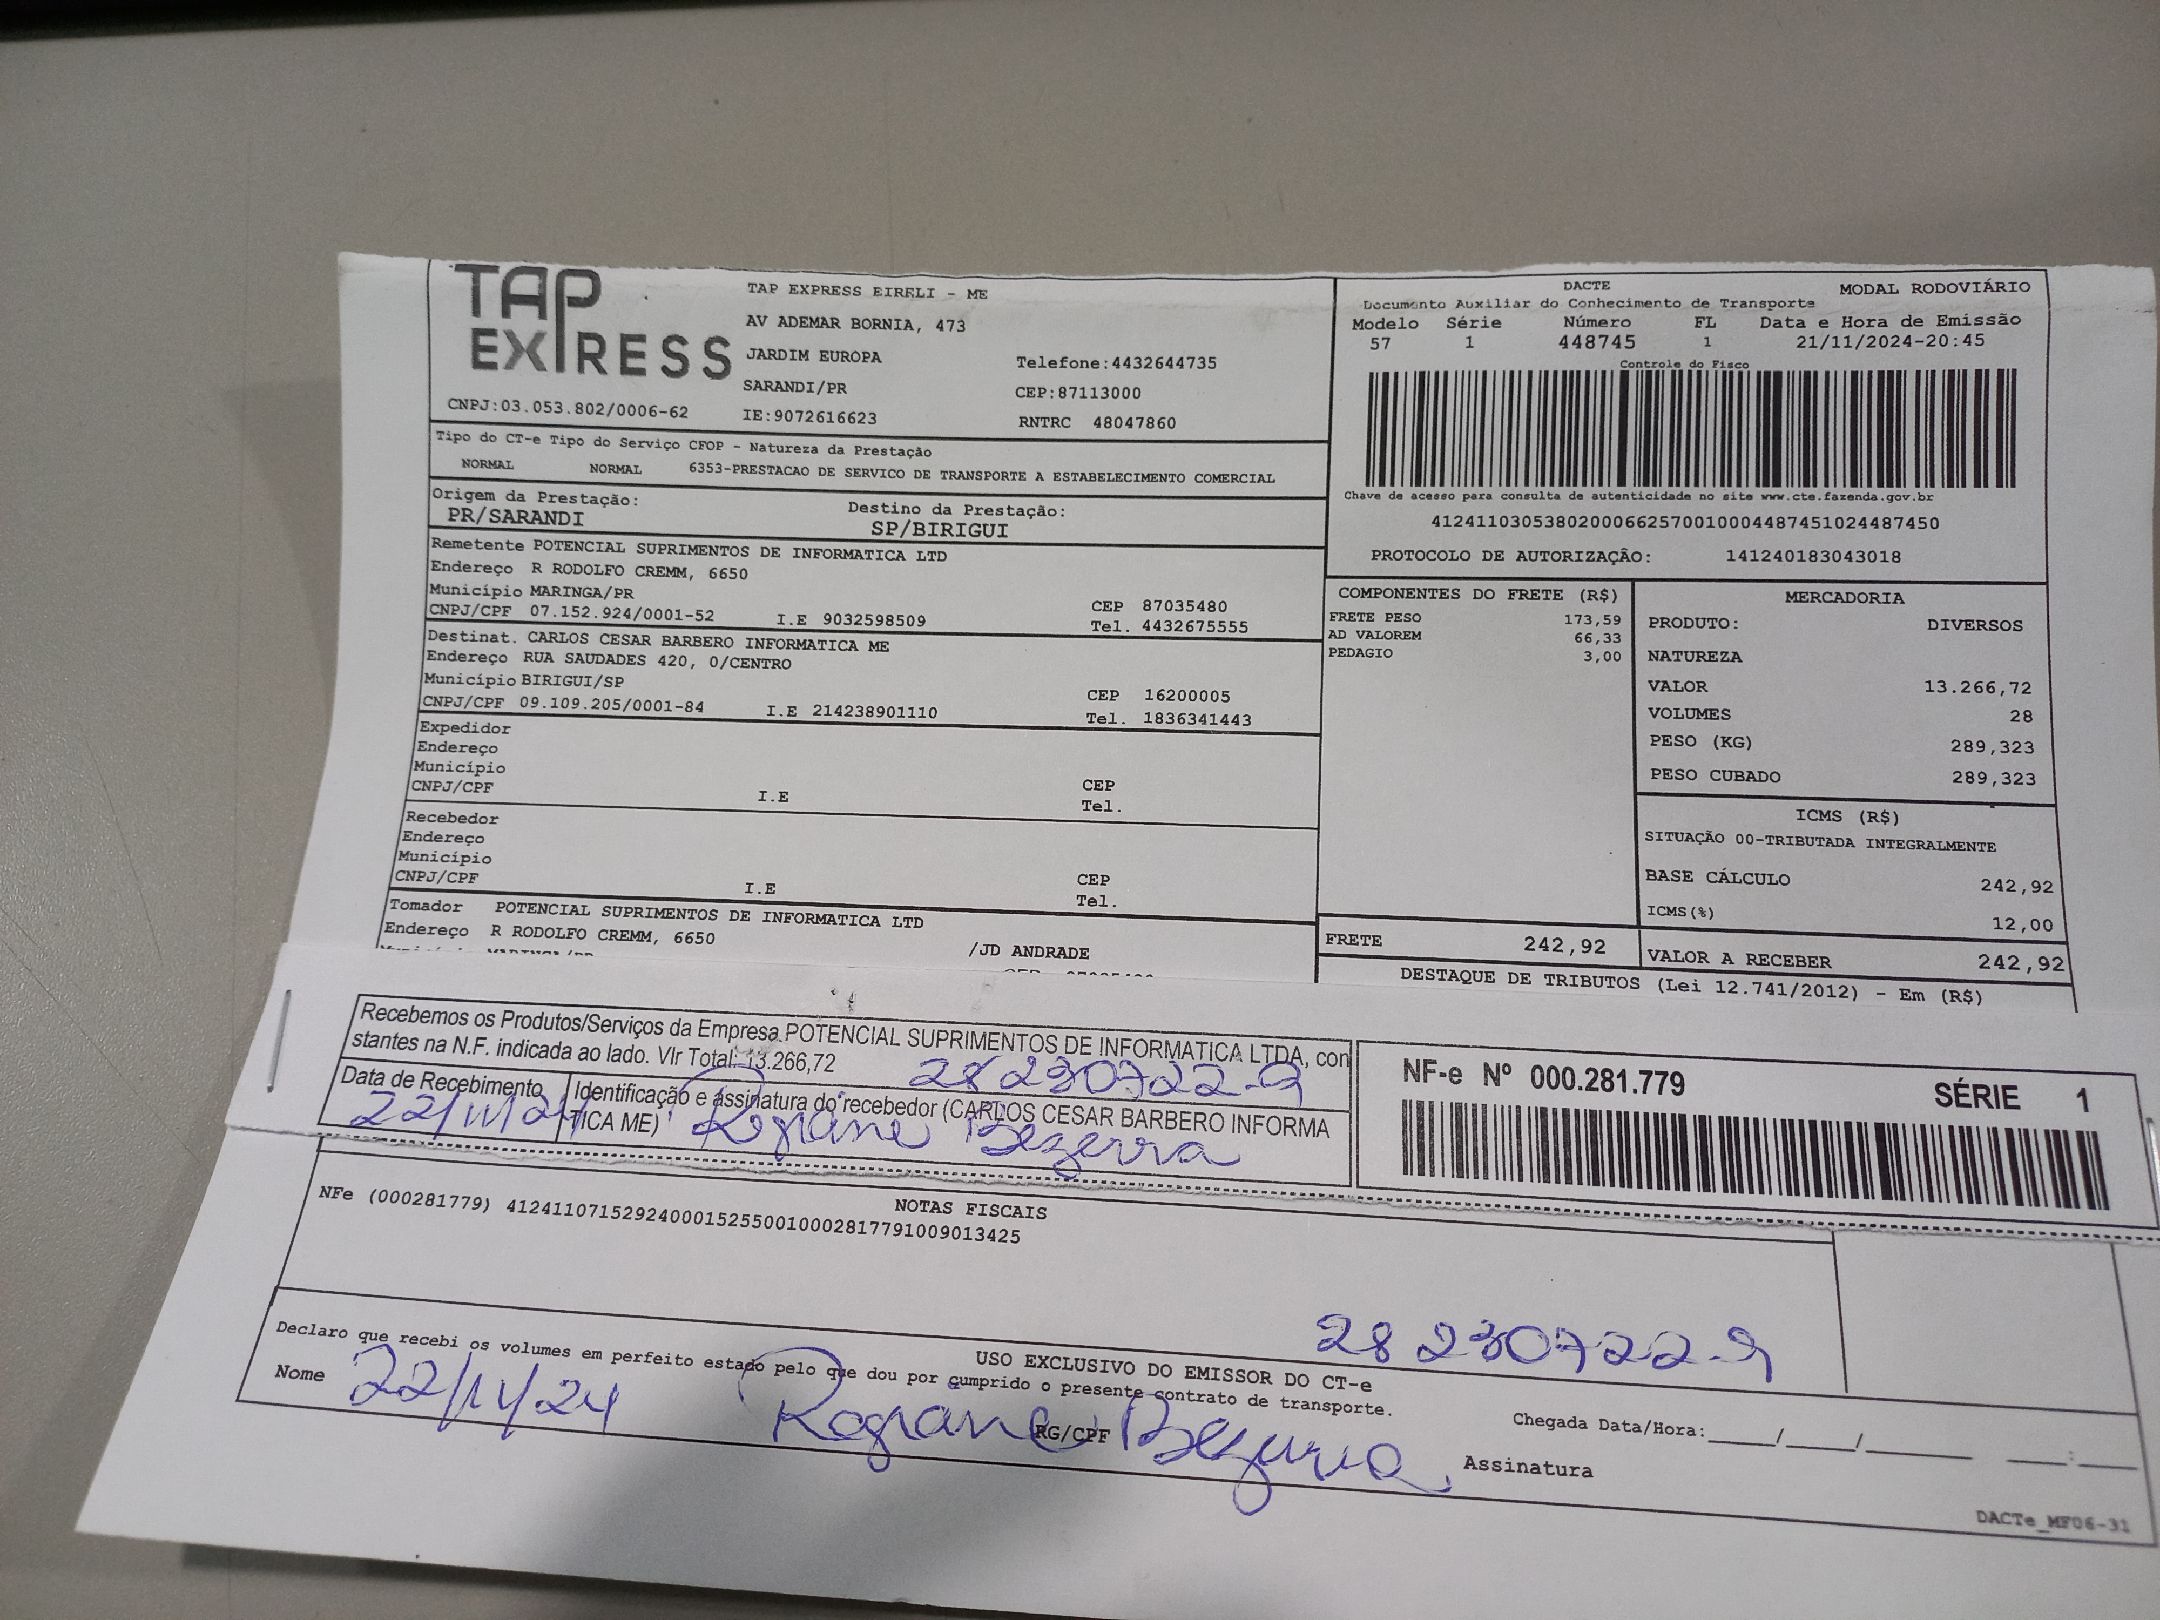 TAP
EXPRESS
CNPJ:03.053.802/0006-62
TAP EXPRESS EIRELI - ME
AV ADEMAR BORNIA, 473
JARDIM EUROPA
SARANDI/PR
IE:9072616623
Telefone:4432644735
CEP:87113000
RNTRC 48047860
DACTE
MODAL RODOVIÁRIO
Documento Auxiliar do Conhecimento de Transporte
Modelo Série Número FL Data e Hora de Emissão
57 1 448745 1 21/11/2024-20:45
Controle do Fisco
Chave de acesso para consulta de autenticidade no site www.cte.fazenda.gov.br
41241103053802000662570010004487451024487450
PROTOCOLO DE AUTORIZAÇÃO: 141240183043018
Tipo do CT-e Tipo do Serviço CFOP - Natureza da Prestação
NORMAL NORMAL 6353-PRESTACAO DE SERVICO DE TRANSPORTE A ESTABELECIMENTO COMERCIAL
Origem da Prestação: Destino da Prestação:
PR/SARANDI SP/BIRIGUI
Remetente POTENCIAL SUPRIMENTOS DE INFORMATICA LTD
Endereço R RODOLFO CREMM, 6650
Município MARINGA/PR CEP 87035480
CNPJ/CPF 07.152.924/0001-52 I.E 9032598509 Tel. 4432675555
Destinat. CARLOS CESAR BARBERO INFORMATICA ME
Endereço RUA SAUDADES 420, 0/CENTRO
Município BIRIGUI/SP CEP 16200005
CNPJ/CPF 09.109.205/0001-84 I.E 214238901110 Tel. 1836341443
Expedidor
Endereço
Município CEP
CNPJ/CPF I.E Tel.
Recebedor
Endereço
Município CEP
CNPJ/CPF I.E Tel.
Tomador POTENCIAL SUPRIMENTOS DE INFORMATICA LTD
Endereço R RODOLFO CREMM, 6650 /JD ANDRADE
COMPONENTES DO FRETE (R$)
FRETE PESO 173,59
AD VALOREM 66,33
PEDAGIO 3,00
FRETE 242,92
MERCADORIA
PRODUTO: DIVERSOS
NATUREZA
VALOR 13.266,72
VOLUMES 28
PESO (KG) 289,323
PESO CUBADO 289,323
ICMS (R$)
SITUAÇÃO 00-TRIBUTADA INTEGRALMENTE
BASE CÁLCULO 242,92
ICMS(%) 12,00
VALOR A RECEBER 242,92
DESTAQUE DE TRIBUTOS (Lei 12.741/2012) - Em (R$)
Recebemos os Produtos/Serviços da Empresa POTENCIAL SUPRIMENTOS DE INFORMATICA LTDA, con
stantes na N.F. indicada ao lado. Vlr Total: 13.266,72 28 230722-9
Data de Recebimento Identificação e assinatura do recebedor (CARLOS CESAR BARBERO INFORMA
TICA ME)
22/11/24 Rogiane Bezerra
NF-e Nº 000.281.779
SÉRIE 1
NOTAS FISCAIS
NFe (000281779) 41241107152924000152550010002817791009013425
28 230722-9
USO EXCLUSIVO DO EMISSOR DO CT-e
Declaro que recebi os volumes em perfeito estado pelo que dou por cumprido o presente contrato de transporte.
Nome 22/11/24 Rogiane Bezerra RG/CPF Assinatura
Chegada Data/Hora:____/____/______ ____:____
DACTe_MF06-31